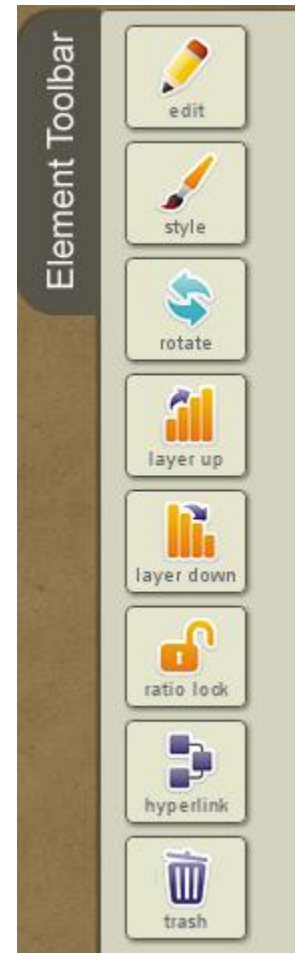 Element Toolbar
edit
style
rotate
layer up
layer down
ratio lock
hyperlink
trash